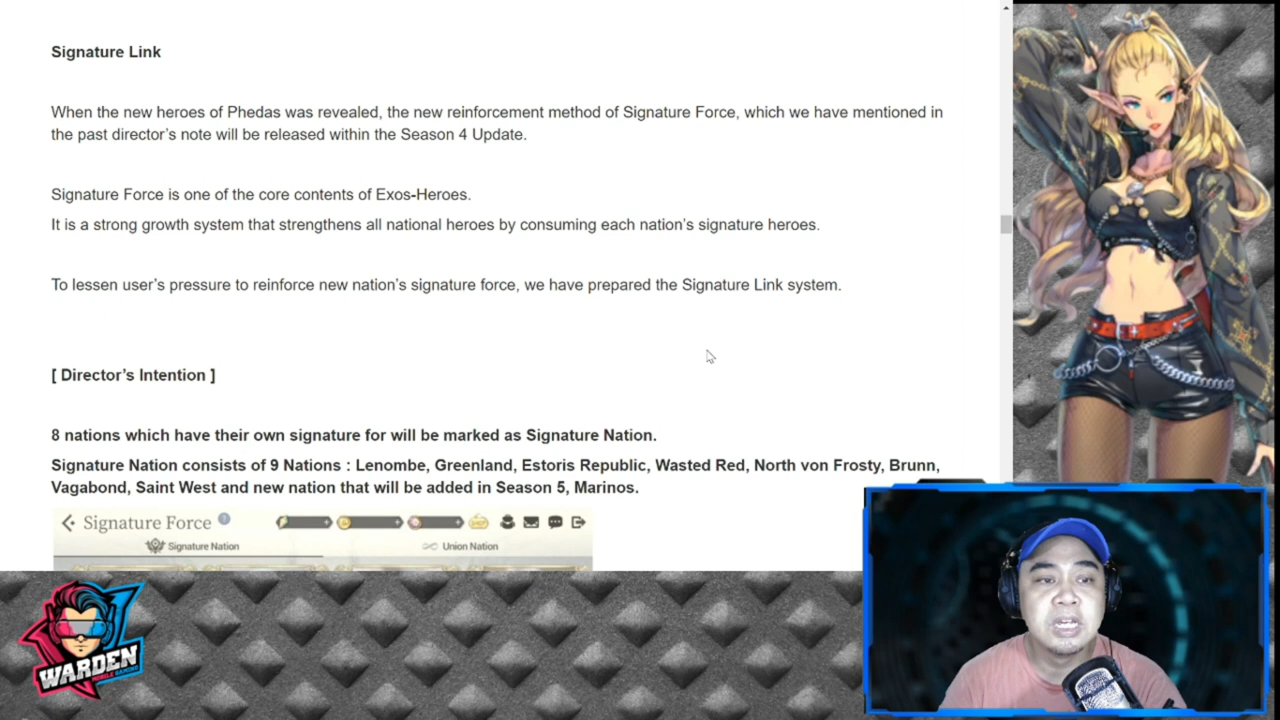 Signature Link
When the new heroes of Phedas was revealed, the new reinforcement method of Signature Force, which we have mentioned in
the past director's note will be released within the Season 4 Update.
Signature Force is one of the core contents of Exos-Heroes.
It is a strong growth system that strengthens all national heroes by consuming each nation's signature heroes.
To lessen user's pressure to reinforce new nation's signature force, we have prepared the Signature Link system.
[ Director's Intention ]
8 nations which have their own signature for will be marked as Signature Nation.
Signature Nation consists of 9 Nations : Lenombe, Greenland, Estoris Republic, Wasted Red, North von Frosty, Brunn,
Vagabond, Saint West and new nation that will be added in Season 5, Marinos.
Signature Force
Signature Nation
Union Nation
WARDEN
MOBILE GAMING